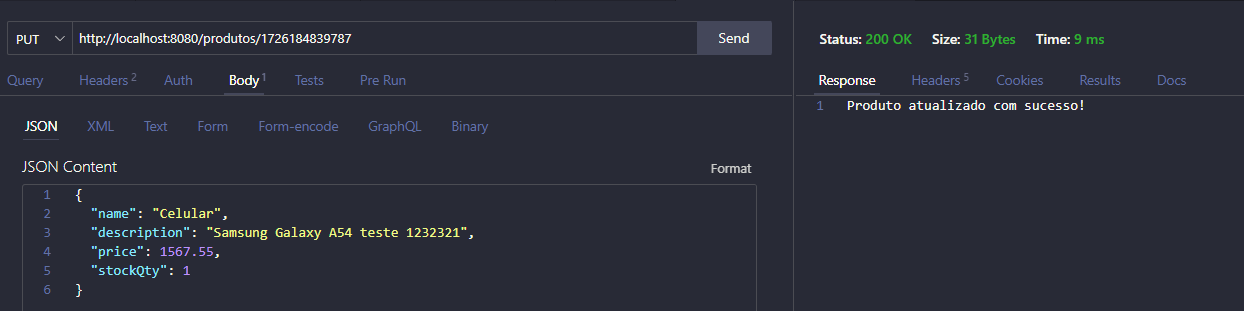 PUT http://localhost:8080/produtos/1726184839787 Send
Query Headers 2 Auth Body 1 Tests Pre Run
JSON XML Text Form Form-encode GraphQL Binary
JSON Content Format
1 {
2 "name": "Celular",
3 "description": "Samsung Galaxy A54 teste 1232321",
4 "price": 1567.55,
5 "stockQty": 1
6 }
Status: 200 OK Size: 31 Bytes Time: 9 ms
Response Headers 5 Cookies Results Docs
1 Produto atualizado com sucesso!